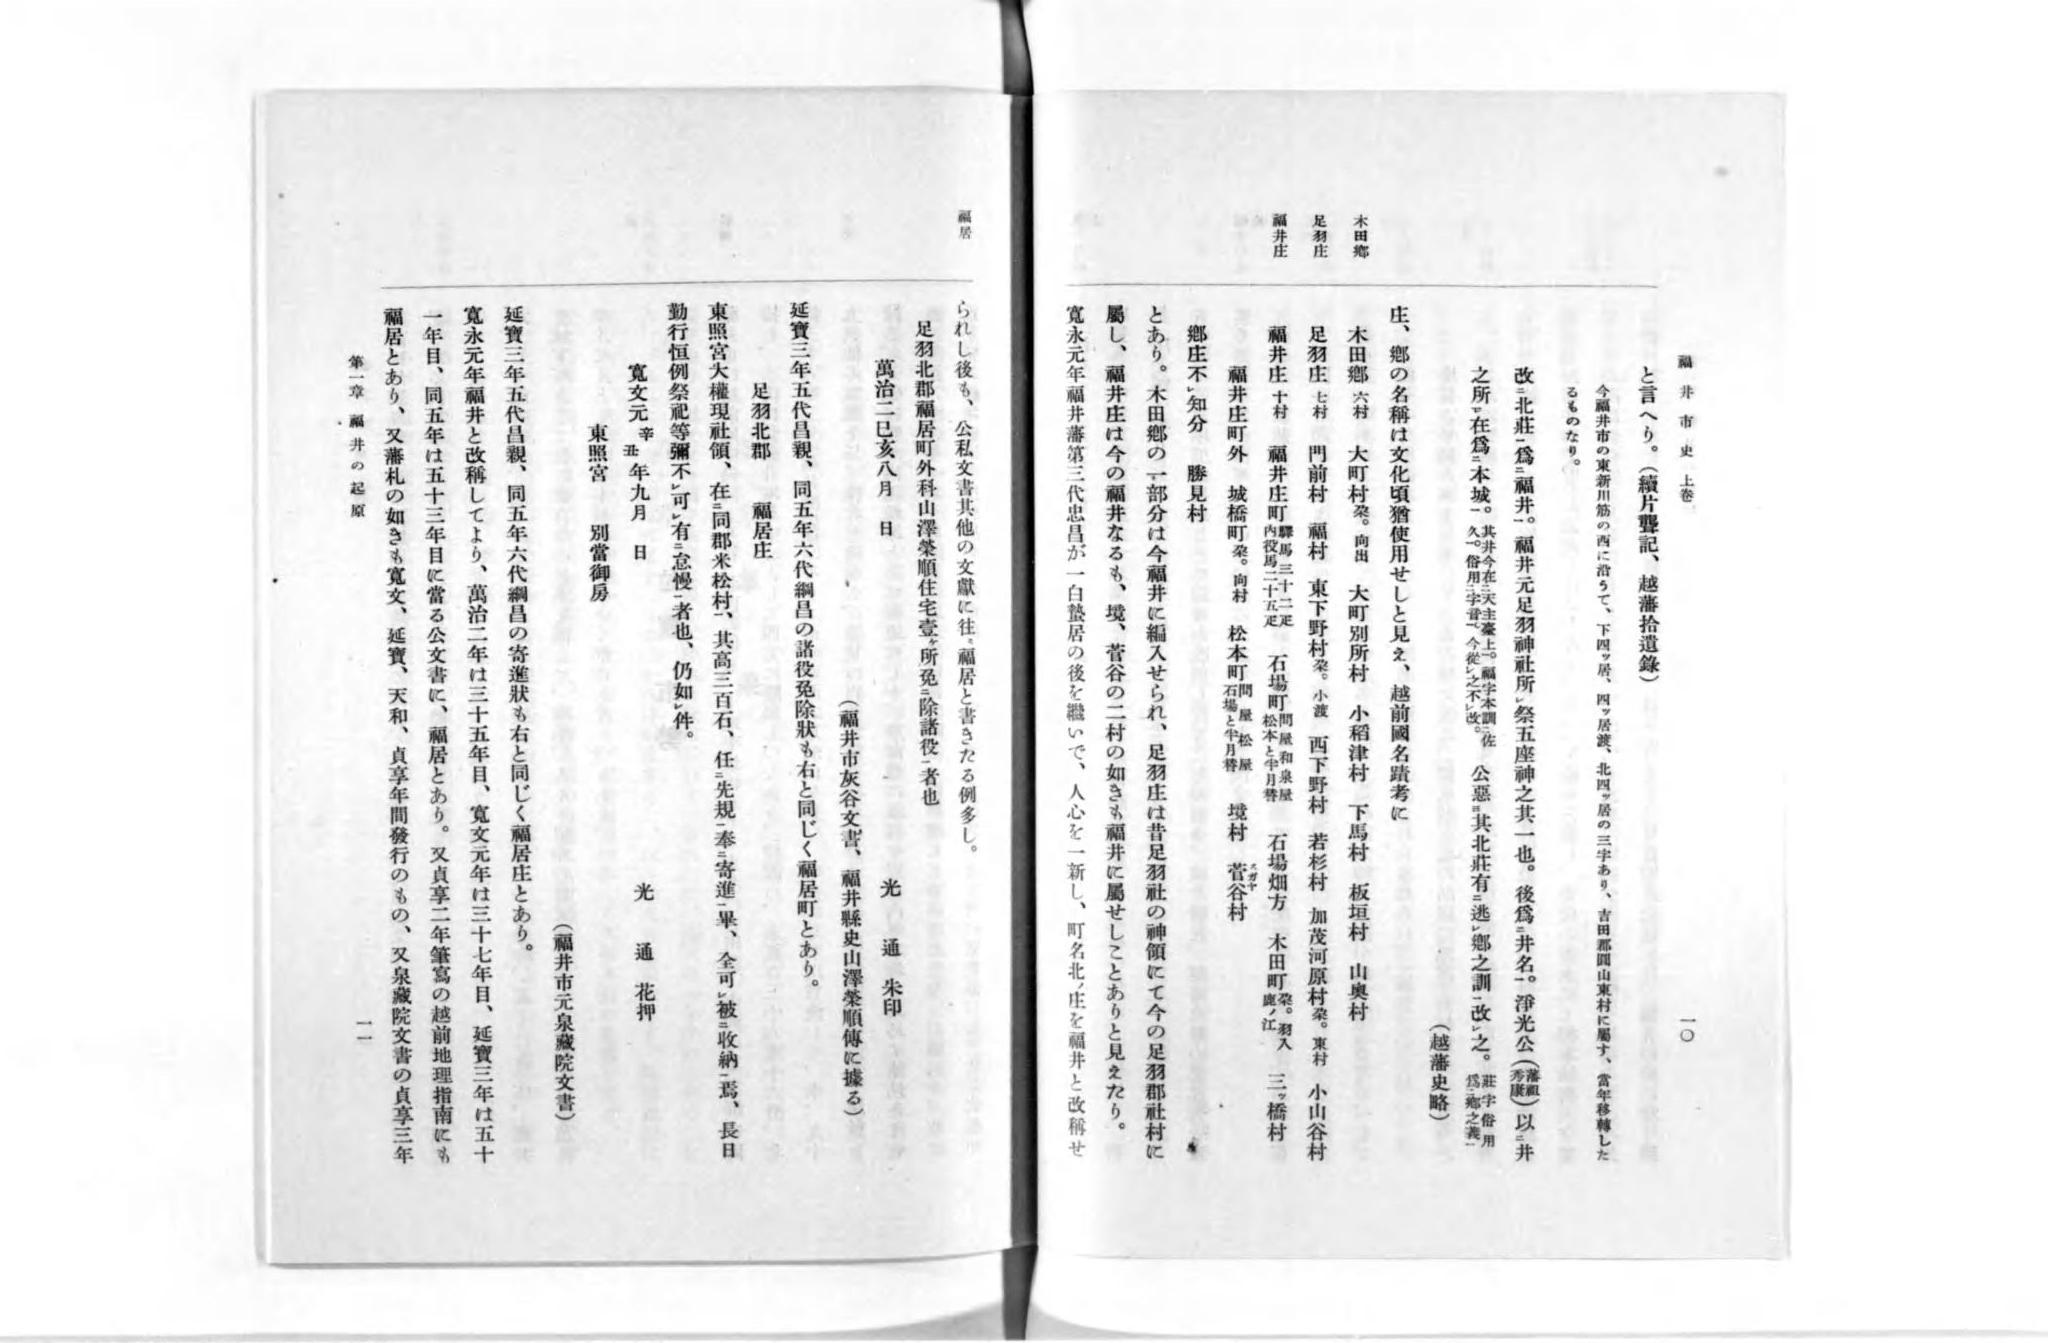 福井市史 上卷
一〇
と言へり。(續片聾記、越藩拾遺錄)
今福井市の東新川筋の西に沿うて、下四ッ居、四ッ居渡、北四ッ居の三字あり、吉田郡圓山東村に屬す、當年移轉した
るものなり。
改ニ北莊一爲ニ福井一。福井元足羽神社所レ祭五座神之其一也。後爲ニ井名一。淨光公(藩祖秀康)以ニ井
之所ノ在爲ニ本城一。其井今在ニ天主臺上一。福字本訓ニ佐久一。俗用ニ字言一。今從レ之不レ改。 公惡ニ其北莊有ニ逃レ鄕之訓一改レ之。莊字俗用爲ニ鄕之義一
(越藩史略)
庄、鄕の名稱は文化頃猶使用せしと見え、越前國名蹟考に
木田鄕
木田鄕 六村 大町村枀。向出 大町別所村 小稻津村 下馬村 板垣村 山奧村
足羽庄
足羽庄 七村 門前村 福村 東下野村枀。小渡 西下野村 若杉村 加茂河原村枀。東村 小山谷村
福井庄
福井庄 十村 福井庄町驛馬三十二疋內役馬二十五疋 石場町問屋和泉屋松本と半月替 石場畑方 木田町枀。羽入鹿ノ江 三ッ橋村
福井庄町外 城橋町枀。向村 松本町問屋松屋石場と半月替 境村 菅谷村スガヤ
鄕庄不レ知分 勝見村
とあり。木田鄕の一部分は今福井に編入せられ、足羽庄は昔足羽社の神領にて今の足羽郡社村に
屬し、福井庄は今の福井なるも、境、菅谷の二村の如きも福井に屬せしことありと見えたり。
寬永元年福井藩第三代忠昌が一白蟄居の後を繼いで、人心を一新し、町名北ノ庄を福井と改稱せ
福居
られし後も、公私文書其他の文獻に往々福居と書きたる例多し。
足羽北郡福居町外科山澤榮順住宅壹ヶ所免ニ除諸役一者也
萬治二己亥八月 日 光 通 朱印
(福井市灰谷文書、福井縣史山澤榮順傳に據る)
延寶三年五代昌親、同五年六代綱昌の諸役免除狀も右と同じく福居町とあり。
足羽北郡 福居庄
東照宮大權現社領、在ニ同郡米松村一、其高三百石、任ニ先規一奉ニ寄進一畢、全可レ被ニ收納一焉、長日
勤行恒例祭祀等彌不レ可レ有ニ怠慢一者也、仍如レ件。
寬文元辛丑年九月 日 光 通 花押
東照宮 別當御房
(福井市元泉藏院文書)
延寶三年五代昌親、同五年六代綱昌の寄進狀も右と同じく福居庄とあり。
寬永元年福井と改稱してより、萬治二年は三十五年目、寬文元年は三十七年目、延寶三年は五十
一年目、同五年は五十三年目に當る公文書に、福居とあり。又貞享二年筆寫の越前地理指南にも
福居とあり、又藩札の如きも寬文、延寶、天和、貞享年間發行のもの、又泉藏院文書の貞享三年
第一章 福井の起原
一一